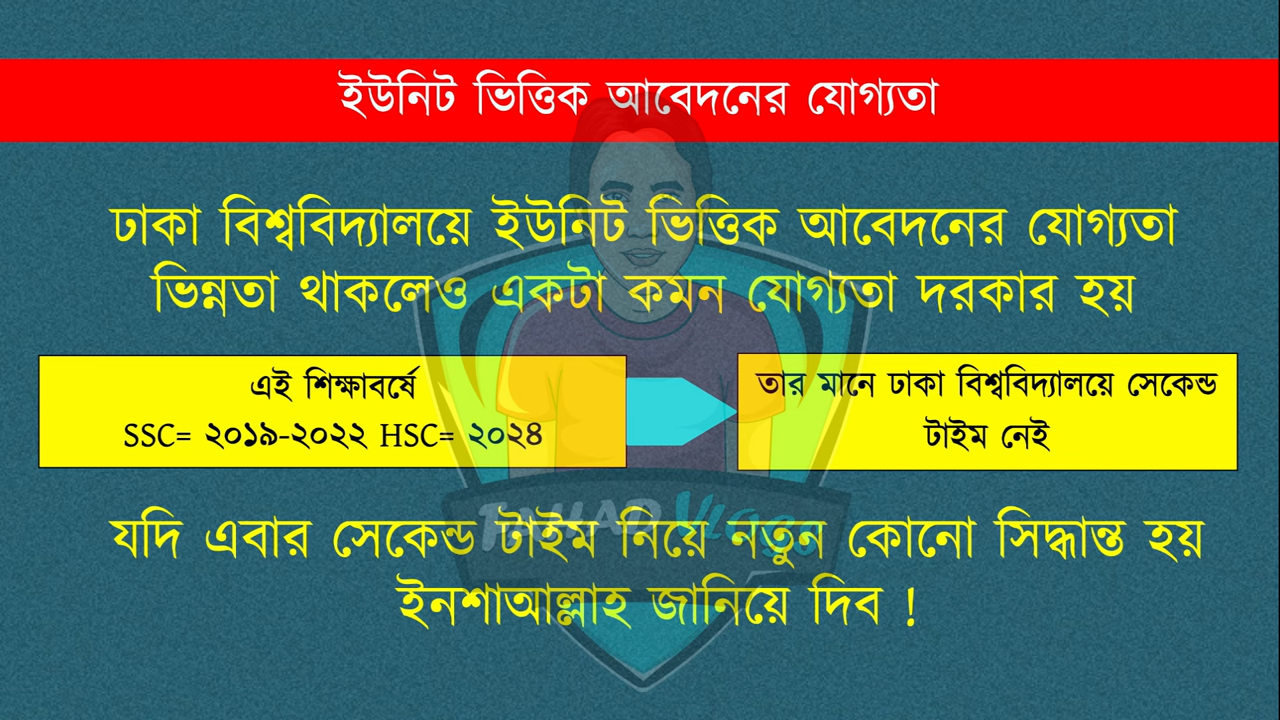 ইউনিট ভিত্তিক আবেদনের যোগ্যতা
ঢাকা বিশ্ববিদ্যালয়ে ইউনিট ভিত্তিক আবেদনের যোগ্যতা
ভিন্নতা থাকলেও একটা কমন যোগ্যতা দরকার হয়
এই শিক্ষাবর্ষে
SSC= ২০১৯-২০২২ HSC= ২০২৪
তার মানে ঢাকা বিশ্ববিদ্যালয়ে সেকেন্ড
টাইম নেই
যদি এবার সেকেন্ড টাইম নিয়ে নতুন কোনো সিদ্ধান্ত হয়
ইনশাআল্লাহ জানিয়ে দিব !
Vlogs